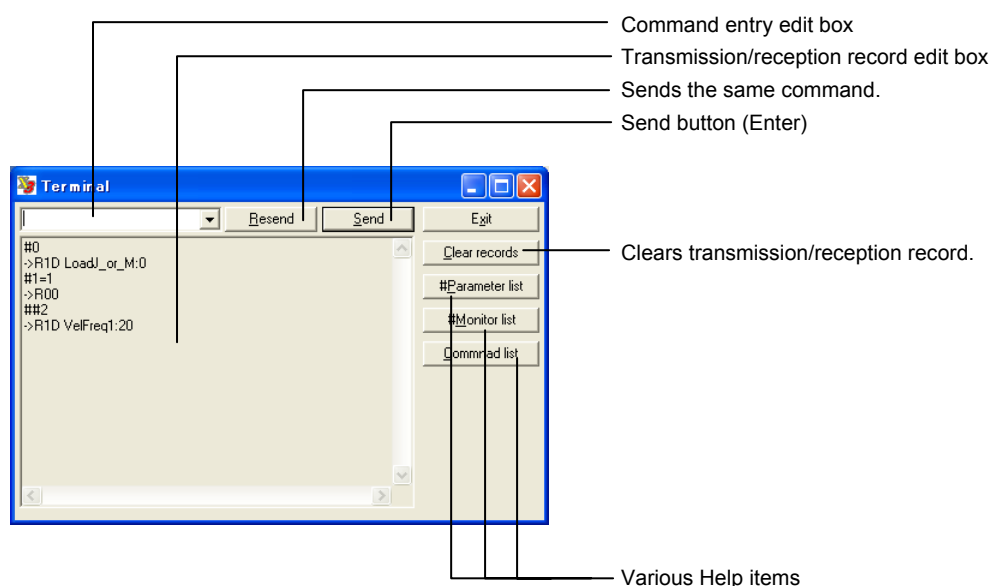 Command entry edit box
Transmission/reception record edit box
Sends the same command.
Send button (Enter)
Terminal
Resend
Send
Exit
#0
->R1D LoadJ_or_M:0
#1=1
->R00
##2
->R1D VelFreq1:20
Clear records
Clears transmission/reception record.
#Parameter list
#Monitor list
Commnad list
Various Help items